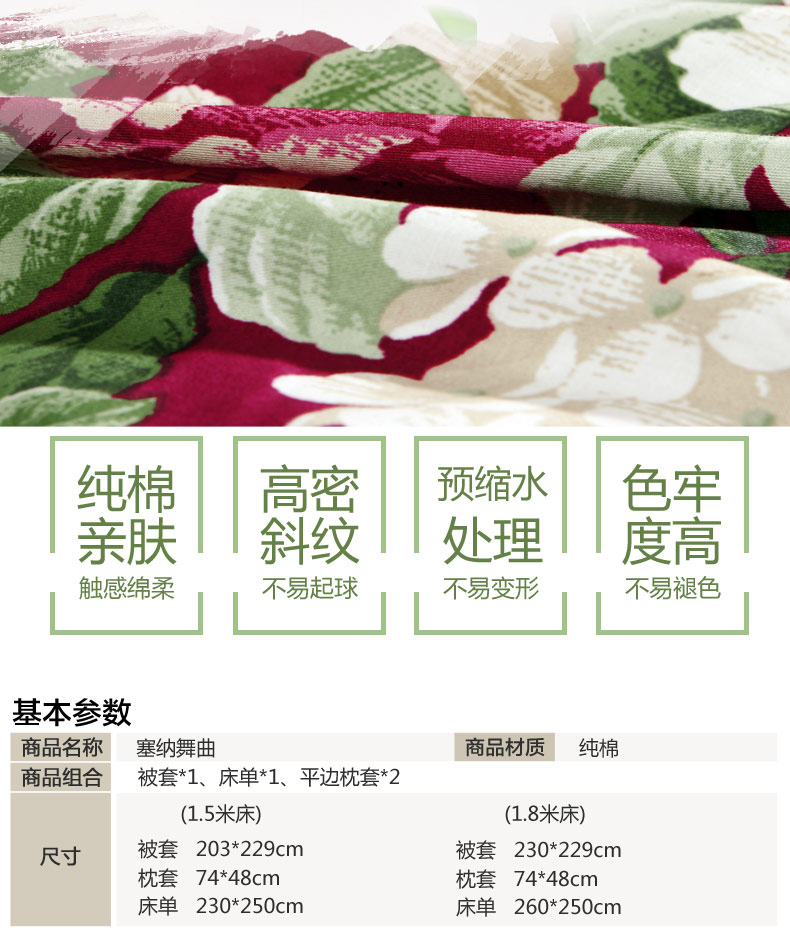 纯棉
亲肤
触感绵柔
高密
斜纹
不易起球
预缩水
处理
不易变形
色牢
度高
不易褪色
基本参数
商品名称 塞纳舞曲 商品材质 纯棉
商品组合 被套*1、床单*1、平边枕套*2
尺寸
(1.5米床) (1.8米床)
被套 203*229cm 被套 230*229cm
枕套 74*48cm 枕套 74*48cm
床单 230*250cm 床单 260*250cm